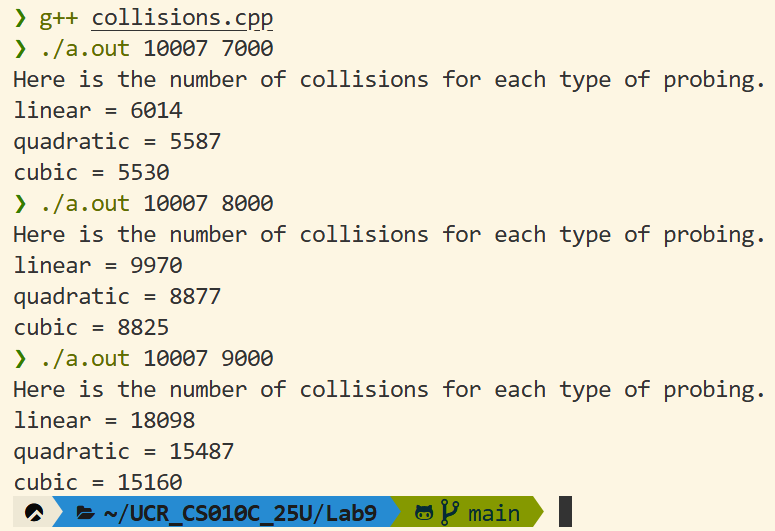 ❯ g++ collisions.cpp
❯ ./a.out 10007 7000
Here is the number of collisions for each type of probing.
linear = 6014
quadratic = 5587
cubic = 5530
❯ ./a.out 10007 8000
Here is the number of collisions for each type of probing.
linear = 9970
quadratic = 8877
cubic = 8825
❯ ./a.out 10007 9000
Here is the number of collisions for each type of probing.
linear = 18098
quadratic = 15487
cubic = 15160
~/UCR_CS010C_25U/Lab9 main